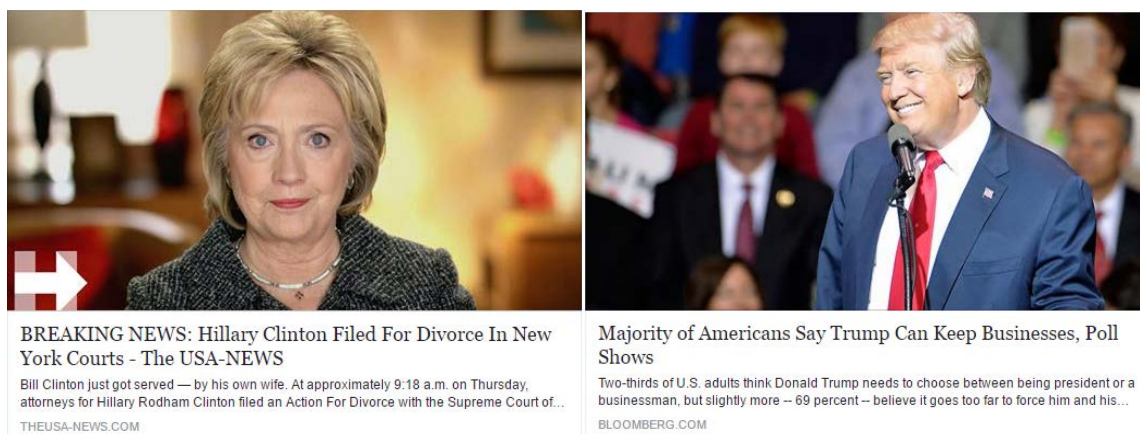 BREAKING NEWS: Hillary Clinton Filed For Divorce In New
York Courts - The USA-NEWS
Bill Clinton just got served — by his own wife. At approximately 9:18 a.m. on Thursday,
attorneys for Hillary Rodham Clinton filed an Action For Divorce with the Supreme Court of...
THEUSA-NEWS.COM
Majority of Americans Say Trump Can Keep Businesses, Poll
Shows
Two-thirds of U.S. adults think Donald Trump needs to choose between being president or a
businessman, but slightly more -- 69 percent -- believe it goes too far to force him and his...
BLOOMBERG.COM